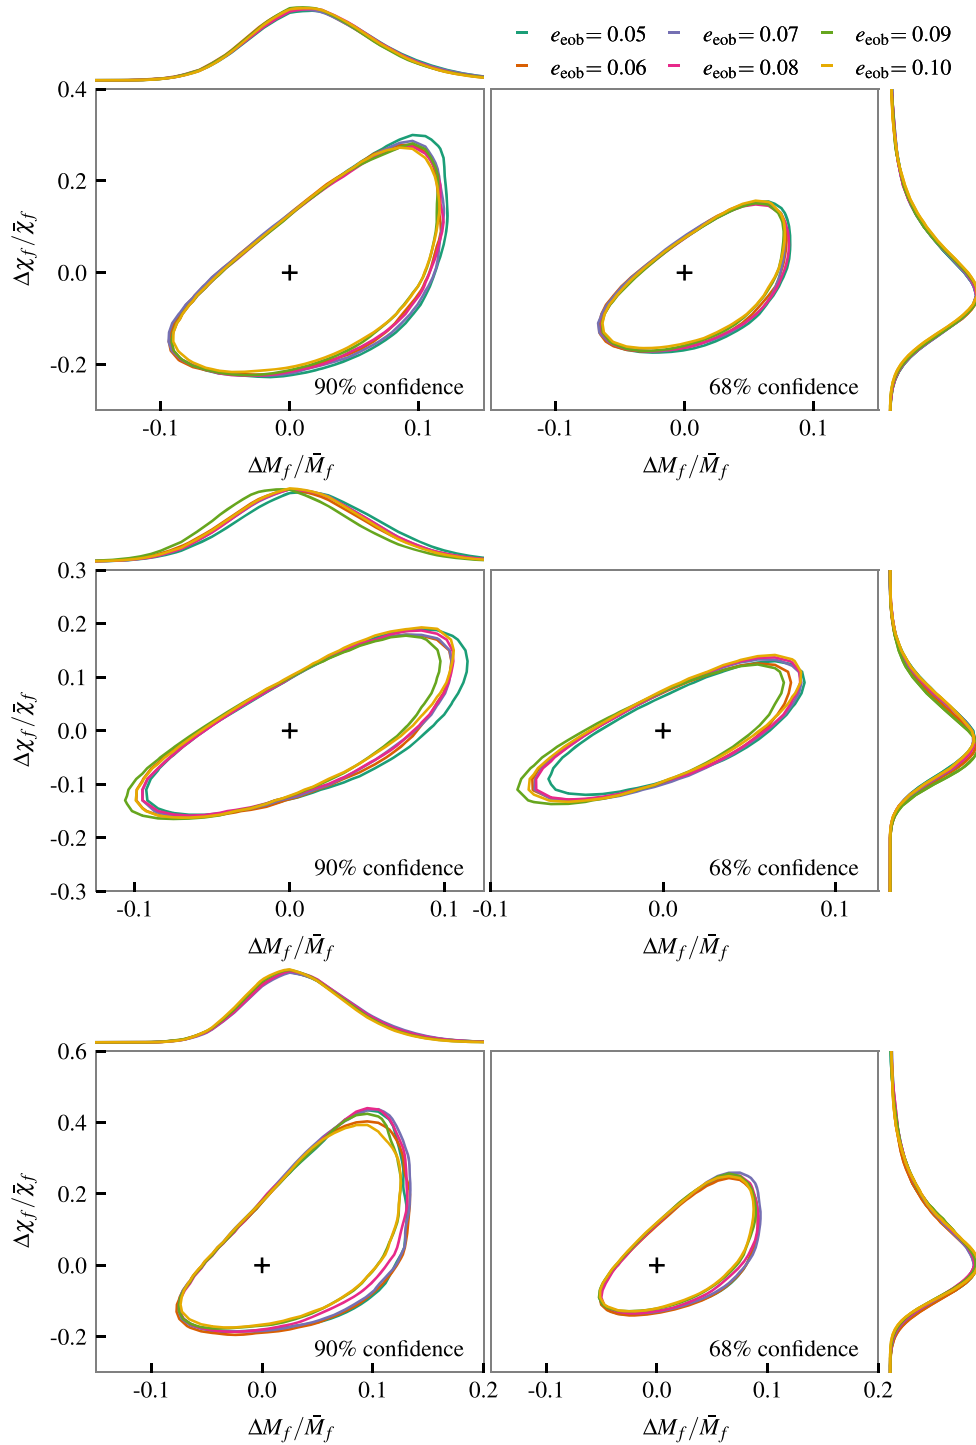 e_eob = 0.05 e_eob = 0.07 e_eob = 0.09
e_eob = 0.06 e_eob = 0.08 e_eob = 0.10
0.4
0.2
0.0
-0.2
Δχ_f/χ̄_f
90% confidence
68% confidence
-0.1 0.0 0.1
-0.1 0.0 0.1
ΔM_f/M̄_f
ΔM_f/M̄_f
0.3
0.2
0.1
0.0
-0.1
-0.2
-0.3
Δχ_f/χ̄_f
90% confidence
68% confidence
-0.1 0.0 0.1
-0.1 0.0 0.1
ΔM_f/M̄_f
ΔM_f/M̄_f
0.6
0.4
0.2
0.0
-0.2
Δχ_f/χ̄_f
90% confidence
68% confidence
-0.1 0.0 0.1 0.2
-0.1 0.0 0.1 0.2
ΔM_f/M̄_f
ΔM_f/M̄_f